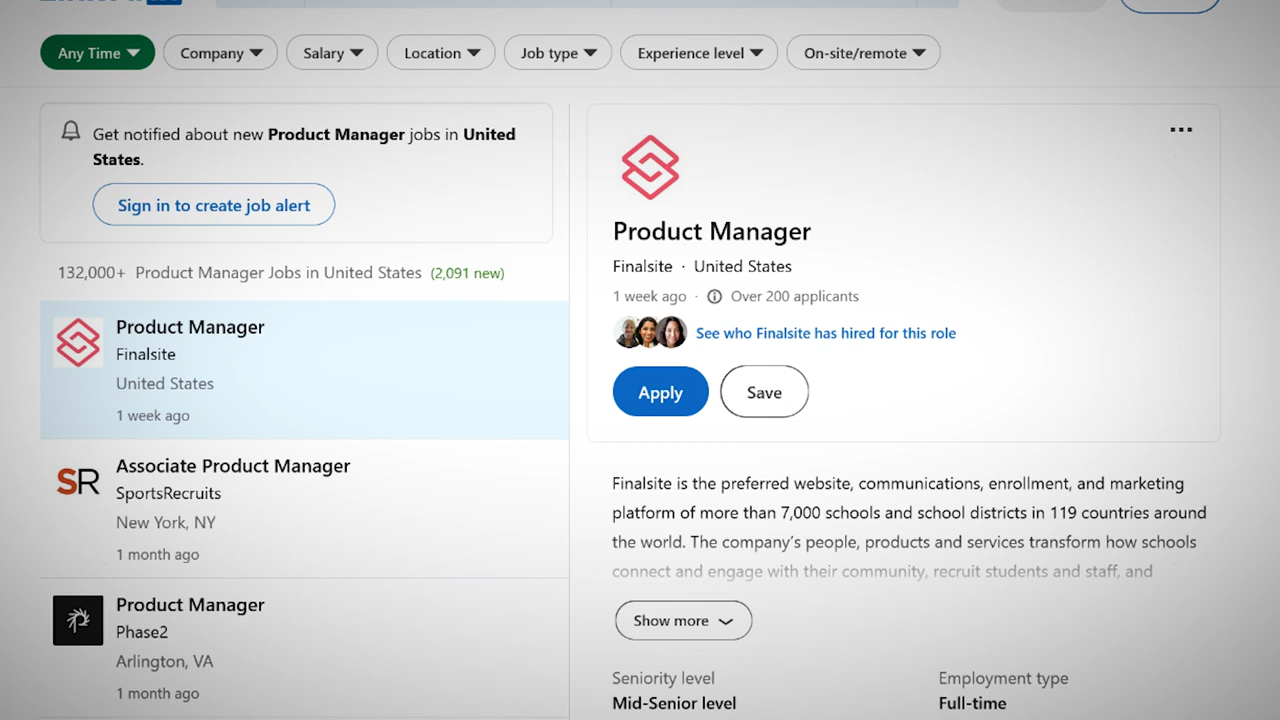 Any Time
Company
Salary
Location
Job type
Experience level
On-site/remote
Get notified about new Product Manager jobs in United
States.
Sign in to create job alert
132,000+ Product Manager Jobs in United States (2,091 new)
Product Manager
Finalsite
United States
1 week ago
SR
Associate Product Manager
SportsRecruits
New York, NY
1 month ago
Product Manager
Phase2
Arlington, VA
1 month ago
Product Manager
Finalsite · United States
1 week ago · Over 200 applicants
See who Finalsite has hired for this role
Apply
Save
Finalsite is the preferred website, communications, enrollment, and marketing
platform of more than 7,000 schools and school districts in 119 countries around
the world. The company's people, products and services transform how schools
connect and engage with their community, recruit students and staff, and
Show more
Seniority level
Mid-Senior level
Employment type
Full-time